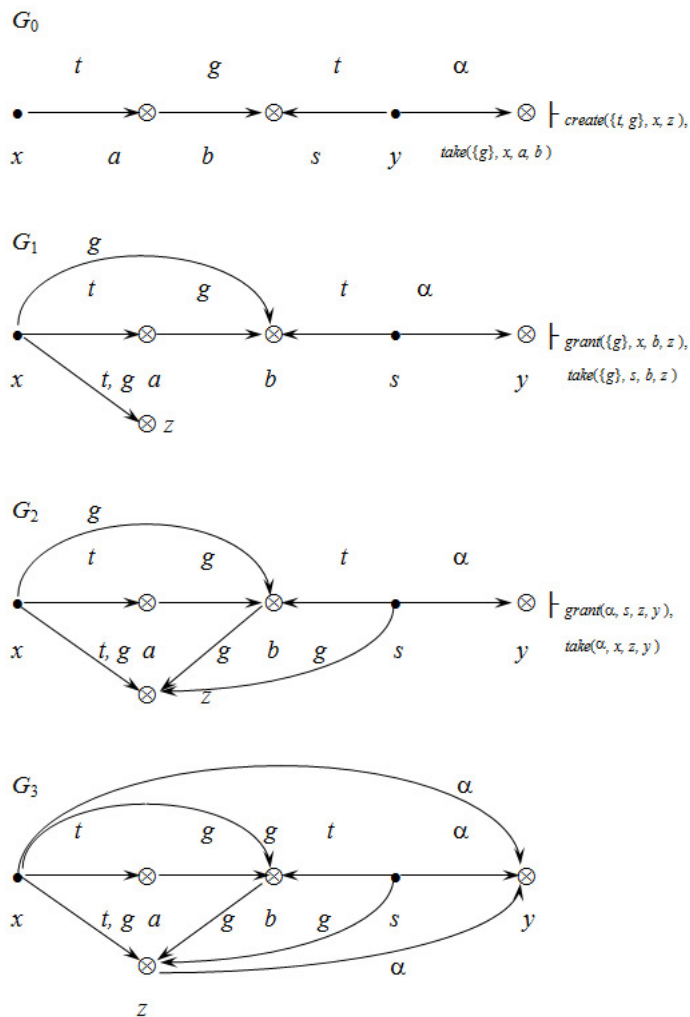 G0
t g t α
├ create({t, g}, x, z),
x a b s y take({g}, x, a, b)
G1
g
t g t α
├ grant({g}, x, b, z),
x t, g a b s y take({g}, s, b, z)
z
G2
g
t g t α
├ grant(α, s, z, y),
x t, g a g b g s y take(α, x, z, y)
z
G3
α
t g g t α
x t, g a g b g s y
α
z